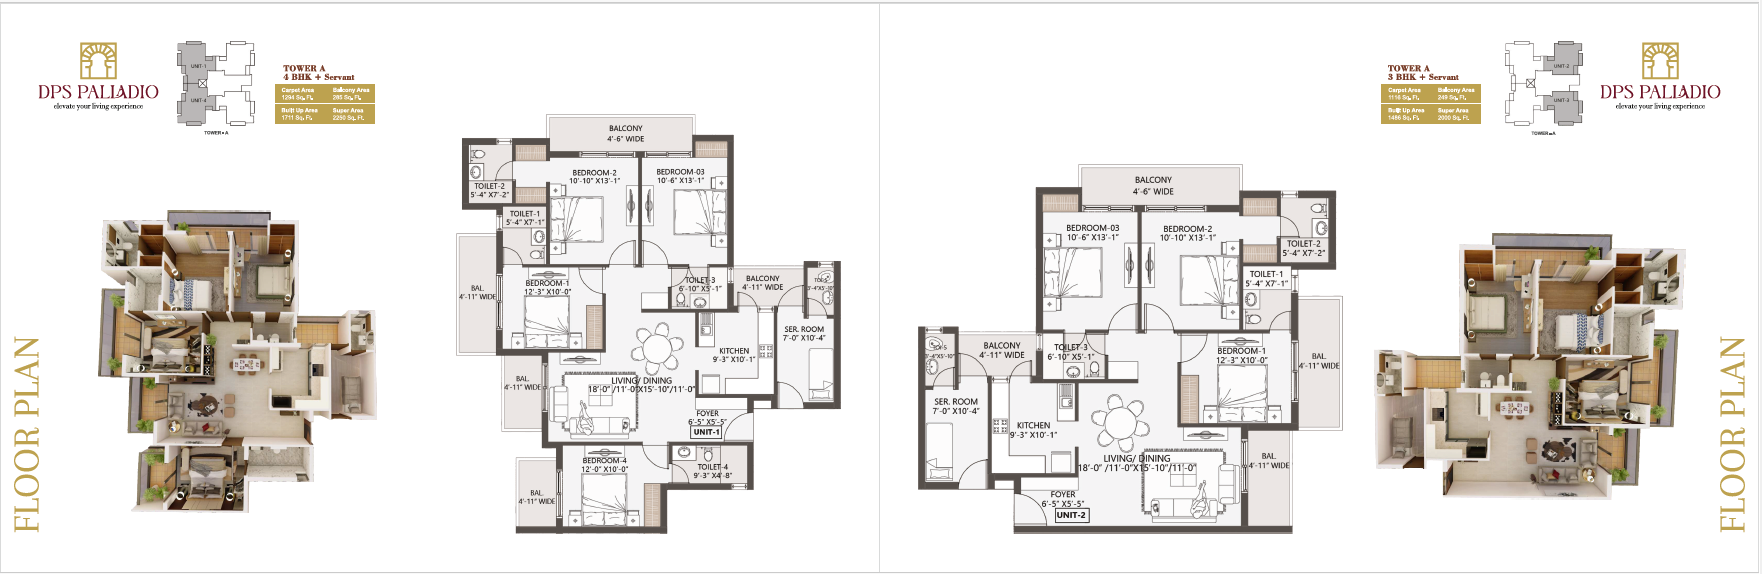 DPS PALLADIO
elevate your living experience
UNIT-1
UNIT-4
TOWER-A
TOWER A
4 BHK + Servant
Carpet Area
1294 Sq. Ft.
Balcony Area
285 Sq. Ft.
Built Up Area
1711 Sq. Ft.
Super Area
2250 Sq. Ft.
FLOOR PLAN
BALCONY
4'-6" WIDE
BEDROOM-2
10'-10" X13'-1"
BEDROOM-03
10'-6" X13'-1"
TOILET-2
5'-4" X7'-2"
TOILET-1
5'-4" X7'-1"
BAL.
4'-11" WIDE
BEDROOM-1
12'-3" X10'-0"
TOILET-3
6'-10" X5'-1"
BALCONY
4'-11" WIDE
SER. ROOM
7'-0" X10'-4"
KITCHEN
9'-3" X10'-1"
BAL.
4'-11" WIDE
LIVING/ DINING
18'-0" /11'-0"X15'-10"/11'-0"
FOYER
6'-5" X5'-5"
UNIT-1
BEDROOM-4
12'-0" X10'-0"
TOILET-4
9'-3" X4'-8"
BAL.
4'-11" WIDE
TOWER A
3 BHK + Servant
Carpet Area
1116 Sq. Ft.
Balcony Area
249 Sq. Ft.
Built Up Area
1486 Sq. Ft.
Super Area
2000 Sq. Ft.
UNIT-2
UNIT-3
TOWER-A
DPS PALLADIO
elevate your living experience
BALCONY
4'-6" WIDE
BEDROOM-03
10'-6" X13'-1"
BEDROOM-2
10'-10" X13'-1"
TOILET-2
5'-4" X7'-2"
TOILET-1
5'-4" X7'-1"
BALCONY
4'-11" WIDE
TOILET-3
6'-10" X5'-1"
BEDROOM-1
12'-3" X10'-0"
BAL.
4'-11" WIDE
SER. ROOM
7'-0" X10'-4"
KITCHEN
9'-3" X10'-1"
LIVING/ DINING
18'-0" /11'-0"X15'-10"/11'-0"
BAL.
4'-11" WIDE
FOYER
6'-5" X5'-5"
UNIT-2
FLOOR PLAN